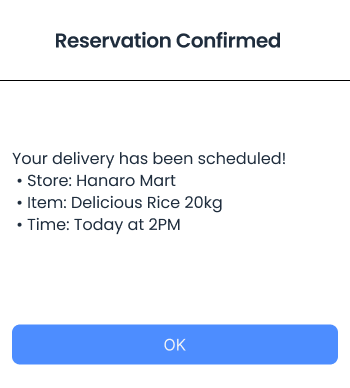 Reservation Confirmed
Your delivery has been scheduled!
• Store: Hanaro Mart
• Item: Delicious Rice 20kg
• Time: Today at 2PM
OK